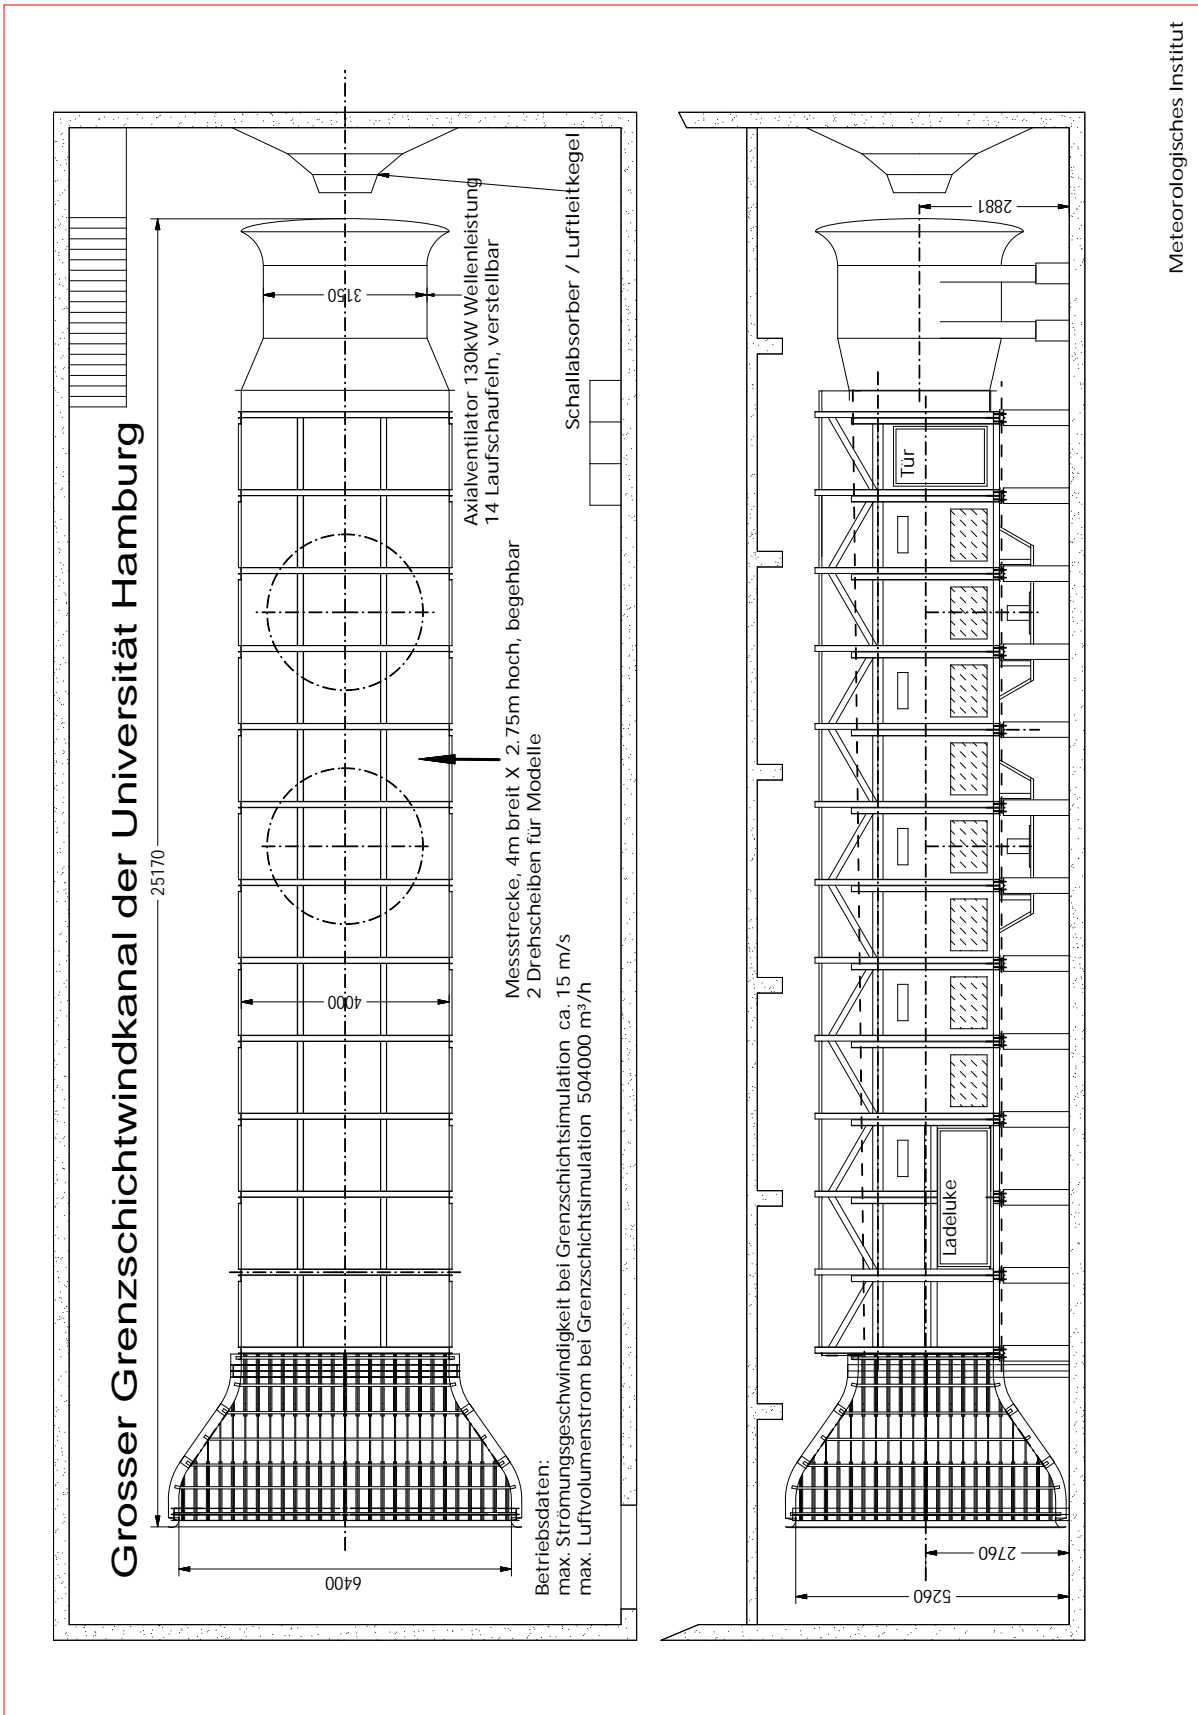 Grosser Grenzschichtwindkanal der Universität Hamburg
25170
3150
4000
6400
Axialventilator 130kW Wellenleistung
14 Laufschaufeln, verstellbar
Schallabsorber / Luftleitkegel
Messstrecke, 4m breit X 2.75m hoch, begehbar
2 Drehscheiben für Modelle
Betriebsdaten:
max. Strömungsgeschwindigkeit bei Grenzschichtsimulation ca. 15 m/s
max. Luftvolumenstrom bei Grenzschichtsimulation 504000 m³/h
2881
Tür
Ladeluke
2760
5260
Meteorologisches Institut